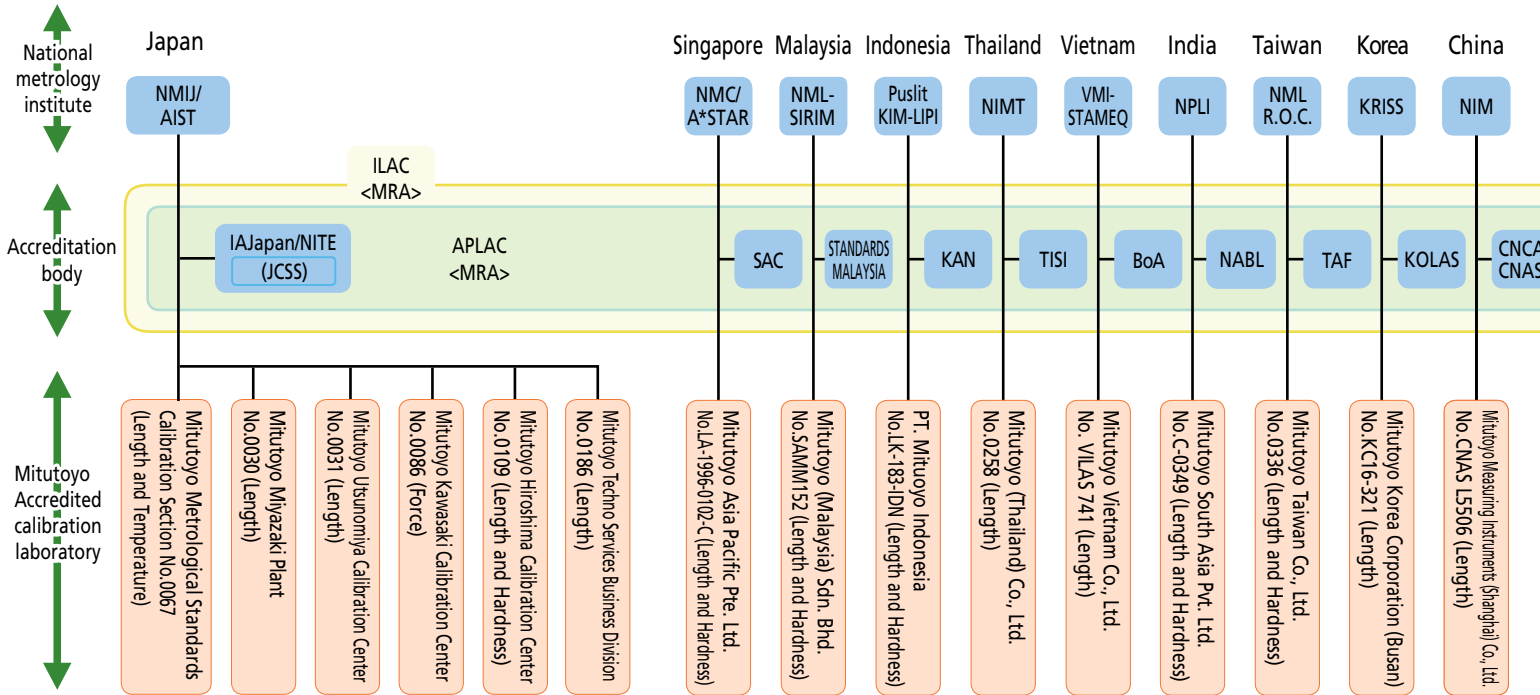 National
metrology
institute
Japan
Singapore
Malaysia
Indonesia
Thailand
Vietnam
India
Taiwan
Korea
China
NMIJ/
AIST
NMC/
A*STAR
NML-
SIRIM
Puslit
KIM-LIPI
NIMT
VMI-
STAMEQ
NPLI
NML
R.O.C.
KRISS
NIM
ILAC
<MRA>
Accreditation
body
IAJapan/NITE
(JCSS)
APLAC
<MRA>
SAC
STANDARDS
MALAYSIA
KAN
TISI
BoA
NABL
TAF
KOLAS
CNCA
CNAS
Mitutoyo
Accredited
calibration
laboratory
Mitutoyo Metrological Standards
Calibration Section No.0067
(Length and Temperature)
Mitutoyo Miyazaki Plant
No.0030 (Length)
Mitutoyo Utsunomiya Calibration Center
No.0031 (Length)
Mitutoyo Kawasaki Calibration Center
No.0086 (Force)
Mitutoyo Hiroshima Calibration Center
No.0109 (Length and Hardness)
Mitutoyo Techno Services Business Division
No.0186 (Length)
Mitutoyo Asia Pacific Pte. Ltd.
No.LA-1996-0102-C (Length and Hardness)
Mitutoyo (Malaysia) Sdn. Bhd.
No.SAMM152 (Length and Hardness)
PT. Mituoyo Indonesia
No.LK-183-IDN (Length and Hardness)
Mitutoyo (Thailand) Co., Ltd.
No.0258 (Length)
Mitutoyo Vietnam Co., Ltd.
No. VILAS 741 (Length)
Mitutoyo South Asia Pvt. Ltd.
No.C-0349 (Length and Hardness)
Mitutoyo Taiwan Co., Ltd.
No.0336 (Length and Hardness)
Mitutoyo Korea Corporation (Busan)
No.KC16-321 (Length)
Mitutoyo Measuring Instruments (Shanghai) Co., Ltd.
No.CNAS L5506 (Length)